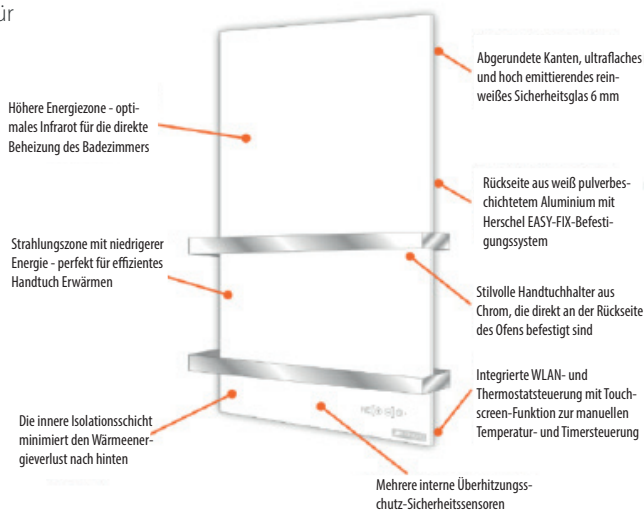 ür
Höhere Energiezone - opti-
males Infrarot für die direkte
Beheizung des Badezimmers
Strahlungszone mit niedrigerer
Energie - perfekt für effizientes
Handtuch Erwärmen
Die innere Isolationsschicht
minimiert den Wärmeener-
gieverlust nach hinten
Abgerundete Kanten, ultraflaches
und hoch emittierendes rein-
weißes Sicherheitsglas 6 mm
Rückseite aus weiß pulverbes-
chichtetem Aluminium mit
Herschel EASY-FIX-Befesti-
gungssystem
Stilvolle Handtuchhalter aus
Chrom, die direkt an der Rückseite
des Ofens befestigt sind
Integrierte WLAN- und
Thermostatsteuerung mit Touch-
screen-Funktion zur manuellen
Temperatur- und Timersteuerung
Mehrere interne Überhitzungss-
chutz-Sicherheitssensoren